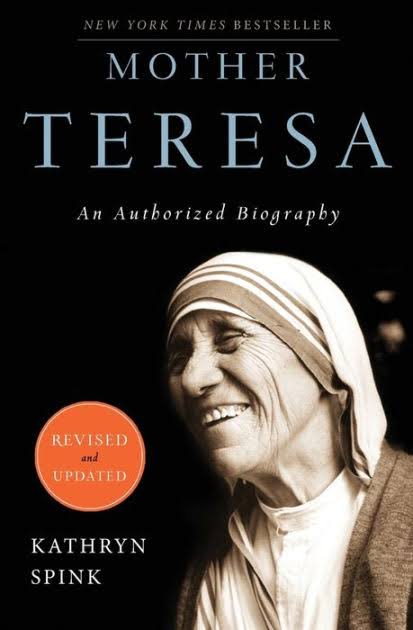 NEW YORK TIMES BESTSELLER
MOTHER
TERESA
An Authorized Biography
REVISED
and
UPDATED
KATHRYN
SPINK